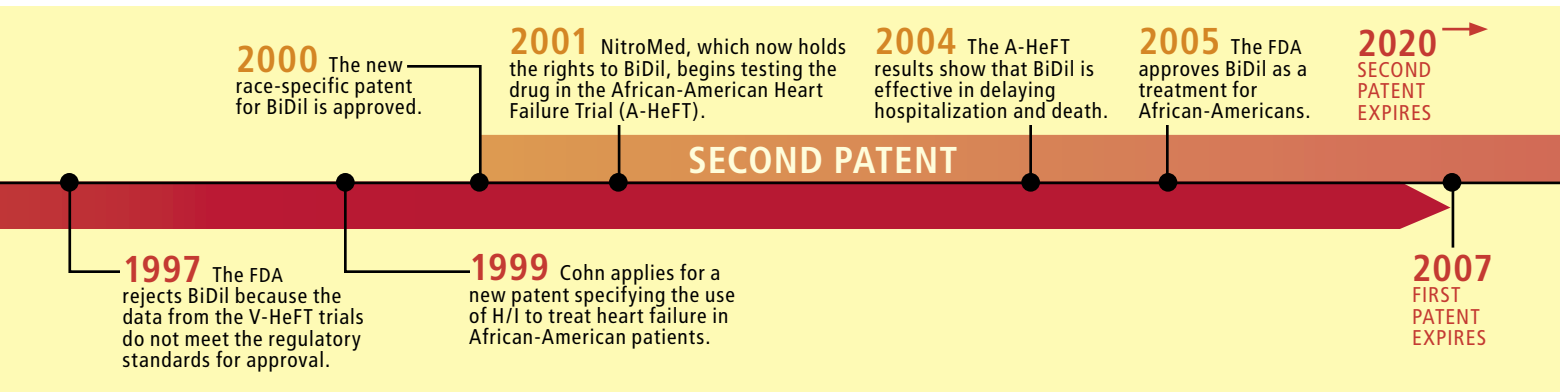 2000 The new
race-specific patent
for BiDil is approved.
2001 NitroMed, which now holds
the rights to BiDil, begins testing the
drug in the African-American Heart
Failure Trial (A-HeFT).
2004 The A-HeFT
results show that BiDil is
effective in delaying
hospitalization and death.
2005 The FDA
approves BiDil as a
treatment for
African-Americans.
2020
SECOND
PATENT
EXPIRES
SECOND PATENT
1997 The FDA
rejects BiDil because the
data from the V-HeFT trials
do not meet the regulatory
standards for approval.
1999 Cohn applies for a
new patent specifying the use
of H/I to treat heart failure in
African-American patients.
2007
FIRST
PATENT
EXPIRES